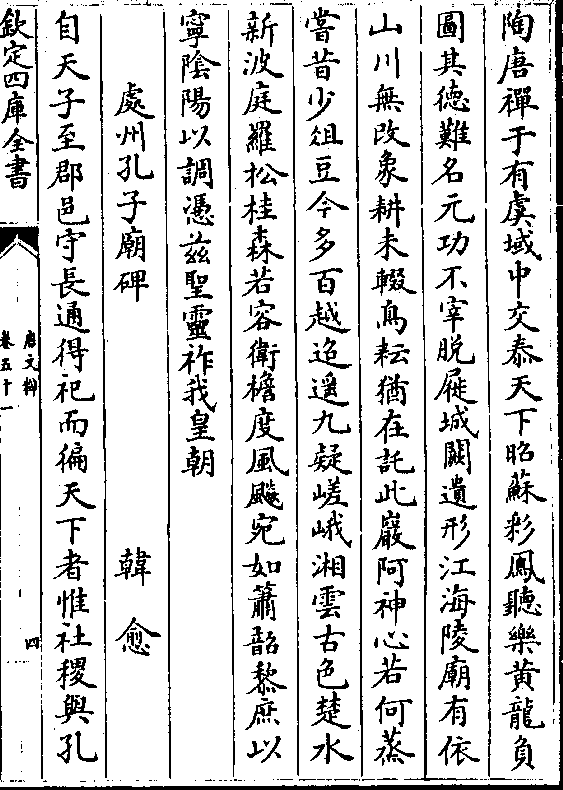 陶唐禪于有虞域中交泰天下昭蘇彩鳳聽樂黃龍負
圖其德難名元功不宰脫屣城闕遺形江海陵廟有依
山川無改象耕未輟鳥耘猶在託此巖阿神心若何蒸
嘗昔少俎豆今多百越迢遥九疑嵯峨湘雲古色楚水
新波庭羅松桂森若容衛檐度風飈宛如簫韶黎庶以
寧陰陽以調憑茲聖靈祚我皇朝
處州孔子廟碑 韓愈
自天子至郡邑守長通得祀而徧天下者惟社稷與孔
欽定四庫全書
唐文粹
卷五十一
四